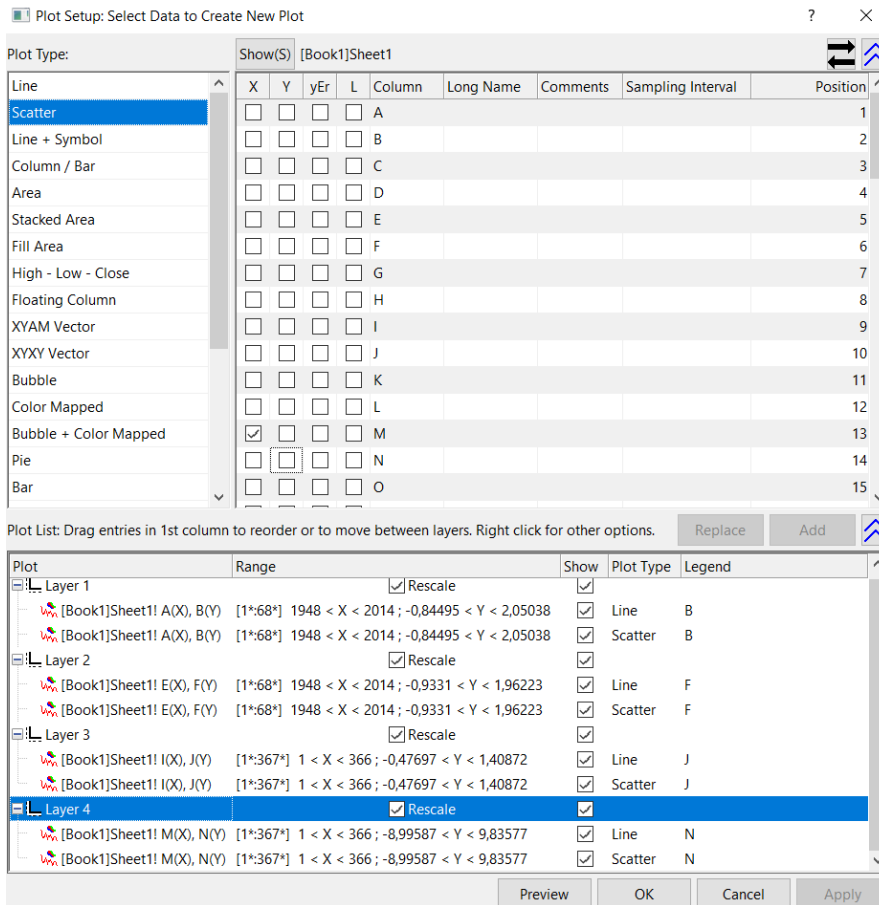 Plot Setup: Select Data to Create New Plot ? ×
Plot Type: Show(S) [Book1]Sheet1
X Y yEr L Column Long Name Comments Sampling Interval Position
Line
Scatter A 1
Line + Symbol B 2
Column / Bar C 3
Area D 4
Stacked Area E 5
Fill Area F 6
High - Low - Close G 7
Floating Column H 8
XYAM Vector I 9
XYXY Vector J 10
Bubble K 11
Color Mapped L 12
Bubble + Color Mapped M 13
Pie N 14
Bar O 15
Plot List: Drag entries in 1st column to reorder or to move between layers. Right click for other options. Replace Add
Plot Range Show Plot Type Legend
Layer 1 Rescale
[Book1]Sheet1! A(X), B(Y) [1*:68*] 1948 < X < 2014 ; -0,84495 < Y < 2,05038 Line B
[Book1]Sheet1! A(X), B(Y) [1*:68*] 1948 < X < 2014 ; -0,84495 < Y < 2,05038 Scatter B
Layer 2 Rescale
[Book1]Sheet1! E(X), F(Y) [1*:68*] 1948 < X < 2014 ; -0,9331 < Y < 1,96223 Line F
[Book1]Sheet1! E(X), F(Y) [1*:68*] 1948 < X < 2014 ; -0,9331 < Y < 1,96223 Scatter F
Layer 3 Rescale
[Book1]Sheet1! I(X), J(Y) [1*:367*] 1 < X < 366 ; -0,47697 < Y < 1,40872 Line J
[Book1]Sheet1! I(X), J(Y) [1*:367*] 1 < X < 366 ; -0,47697 < Y < 1,40872 Scatter J
Layer 4 Rescale
[Book1]Sheet1! M(X), N(Y) [1*:367*] 1 < X < 366 ; -8,99587 < Y < 9,83577 Line N
[Book1]Sheet1! M(X), N(Y) [1*:367*] 1 < X < 366 ; -8,99587 < Y < 9,83577 Scatter N
Preview OK Cancel Apply